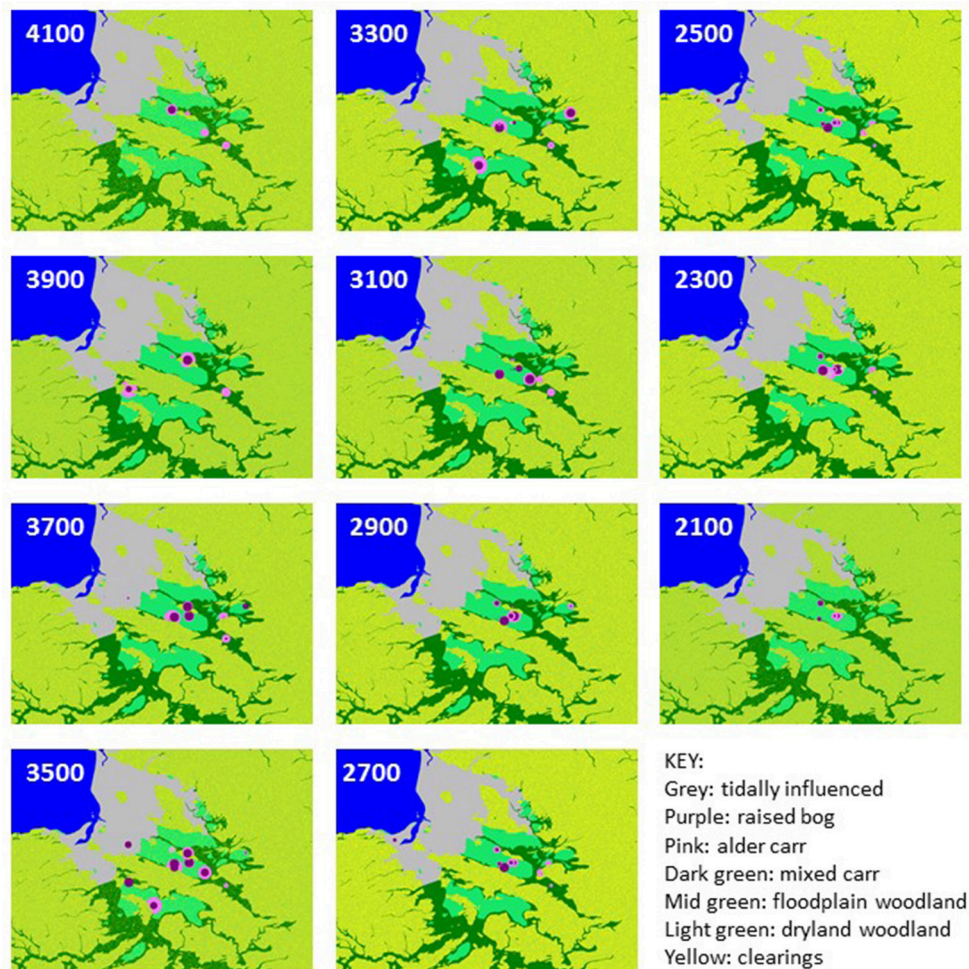 4100
3300
2500
3900
3100
2300
3700
2900
2100
3500
2700
KEY:
Grey: tidally influenced
Purple: raised bog
Pink: alder carr
Dark green: mixed carr
Mid green: floodplain woodland
Light green: dryland woodland
Yellow: clearings